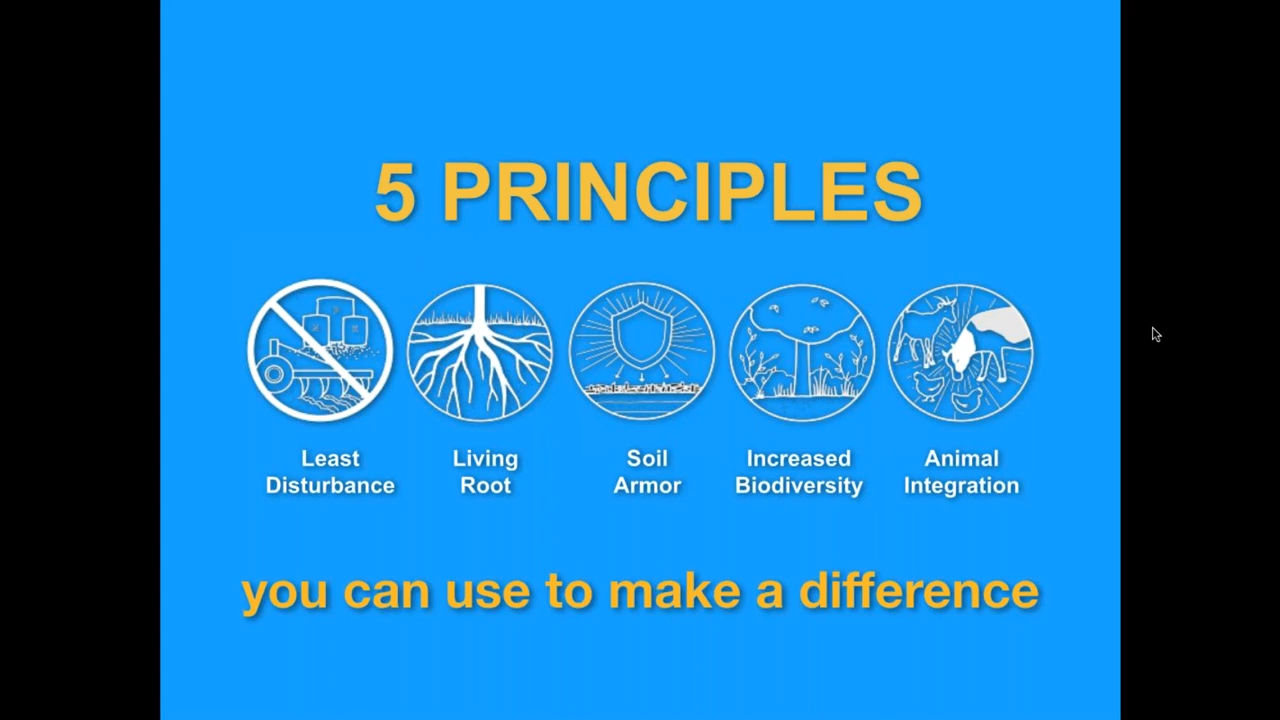 5 PRINCIPLES
Least
Disturbance
Living
Root
Soil
Armor
Increased
Biodiversity
Animal
Integration
you can use to make a difference